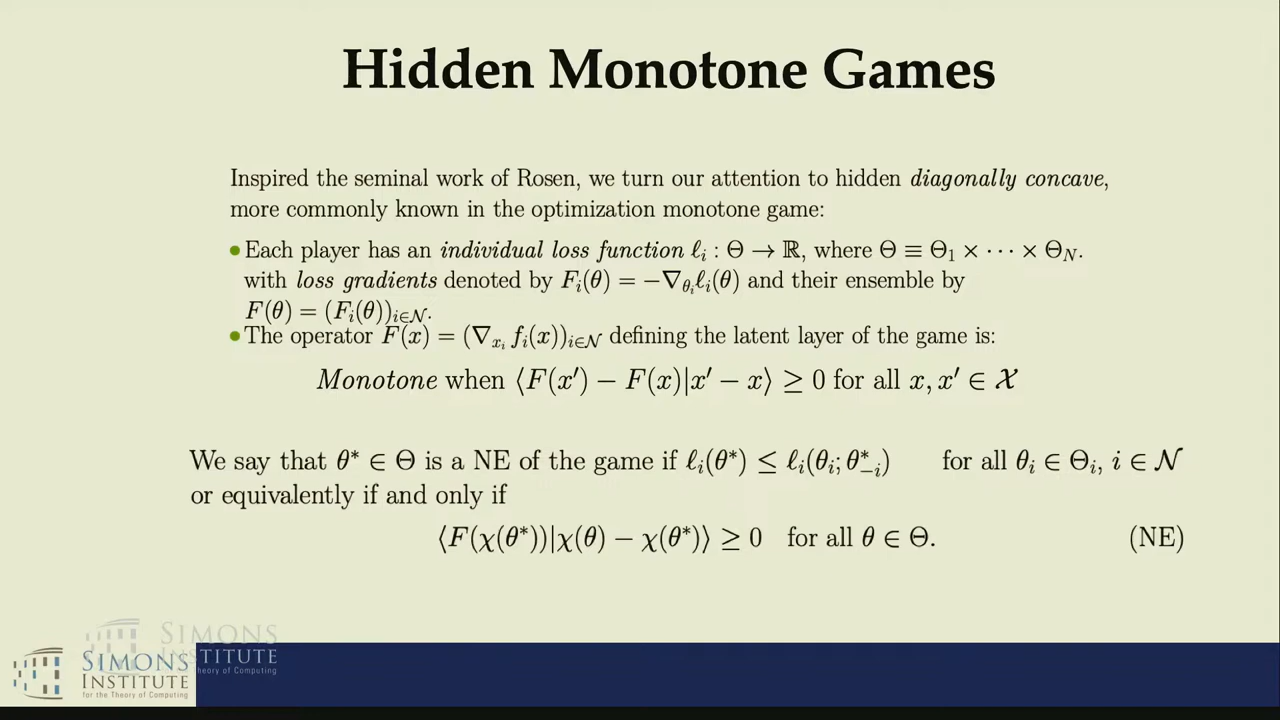 Hidden Monotone Games
Inspired the seminal work of Rosen, we turn our attention to hidden diagonally concave,
more commonly known in the optimization monotone game:
• Each player has an individual loss function ℓ_i : Θ → ℝ, where Θ ≡ Θ_1 × ⋯ × Θ_N.
with loss gradients denoted by F_i(θ) = −∇_{θ_i}ℓ_i(θ) and their ensemble by
F(θ) = (F_i(θ))_{i∈𝒩}.
• The operator F(x) = (∇_{x_i} f_i(x))_{i∈𝒩} defining the latent layer of the game is:
Monotone when ⟨F(x′) − F(x)|x′ − x⟩ ≥ 0 for all x, x′ ∈ 𝒳
We say that θ* ∈ Θ is a NE of the game if ℓ_i(θ*) ≤ ℓ_i(θ_i; θ*_{−i}) for all θ_i ∈ Θ_i, i ∈ 𝒩
or equivalently if and only if
⟨F(χ(θ*))|χ(θ) − χ(θ*)⟩ ≥ 0 for all θ ∈ Θ. (NE)
SIMONS
TITUTE
heory of Computing
SIMONS
INSTITUTE
for the Theory of Computing